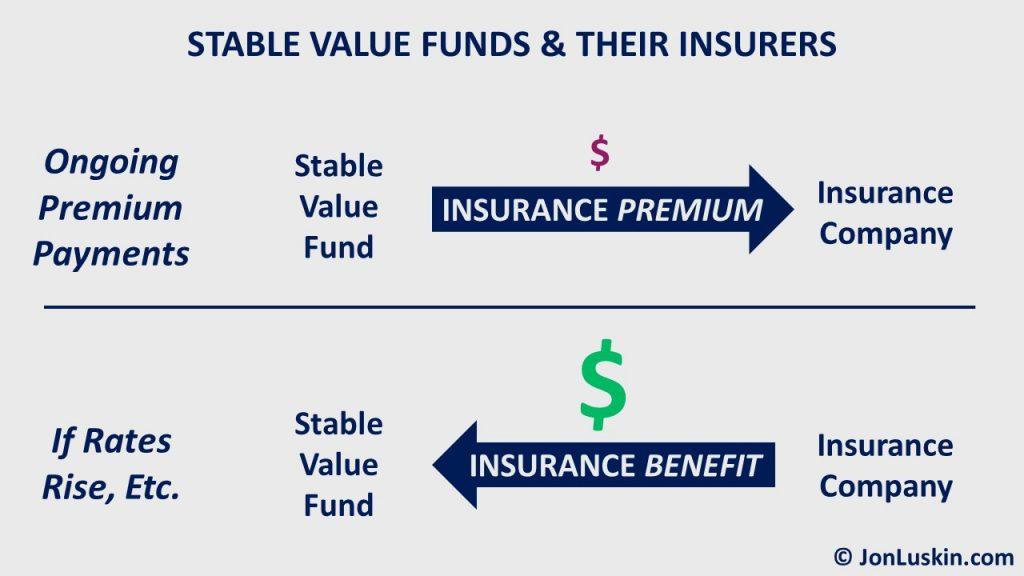 STABLE VALUE FUNDS & THEIR INSURERS
Ongoing
Premium
Payments
Stable
Value
Fund
$
INSURANCE PREMIUM
Insurance
Company
If Rates
Rise, Etc.
Stable
Value
Fund
$
INSURANCE BENEFIT
Insurance
Company
© JonLuskin.com